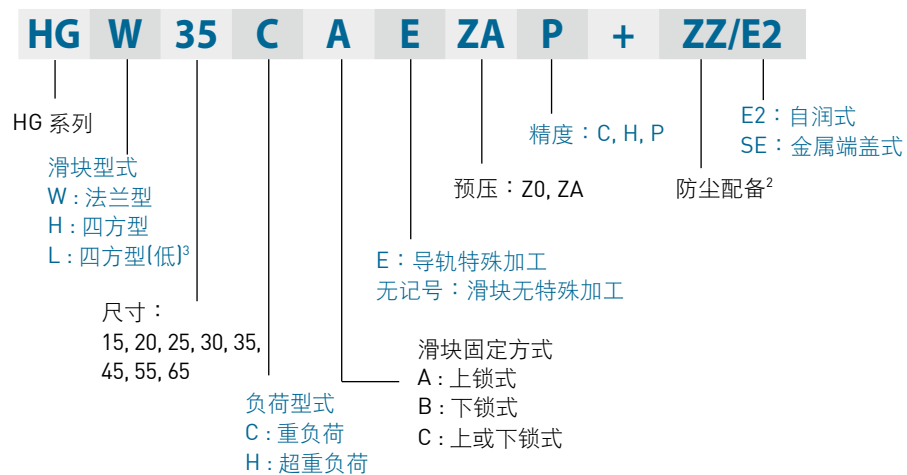 HG W 35 C A E ZA P + ZZ/E2
HG 系列
滑块型式
W : 法兰型
H : 四方型
L : 四方型(低)³
尺寸：
15, 20, 25, 30, 35,
45, 55, 65
负荷型式
C : 重负荷
H : 超重负荷
滑块固定方式
A : 上锁式
B : 下锁式
C : 上或下锁式
E：导轨特殊加工
无记号：滑块无特殊加工
预压：Z0, ZA
精度：C, H, P
防尘配备²
E2：自润式
SE：金属端盖式